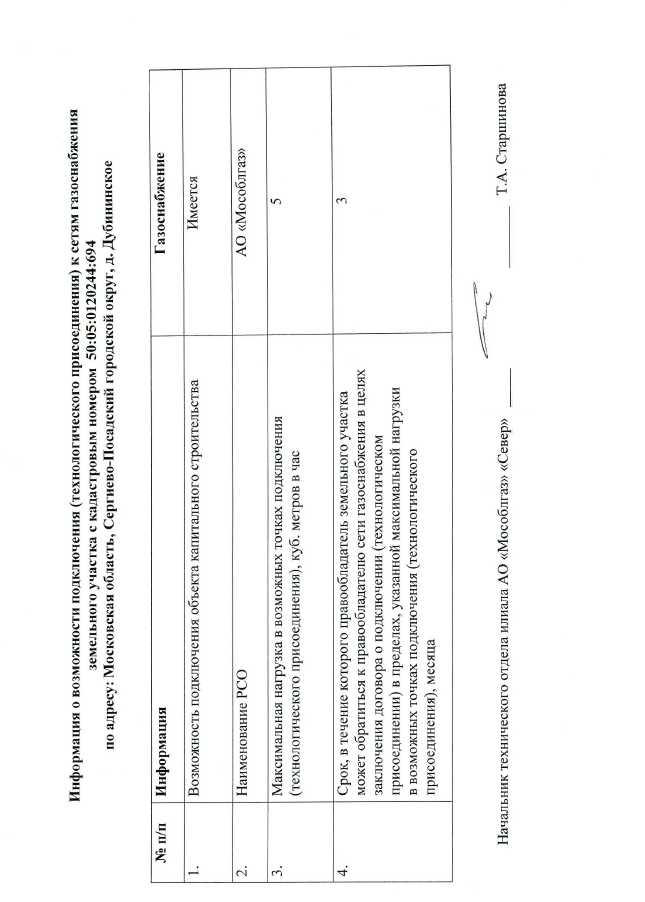 Информация о возможности подключения (технологического присоединения) к сетям газоснабжения
земельного участка с кадастровым номером 50:05:0120244:694
по адресу: Московская область, Сергиево-Посадский городской округ, д. Дубининское
№ п/п Информация Газоснабжение
1. Возможность подключения объекта капитального строительства Имеется
2. Наименование РСО АО «Мособлгаз»
3. Максимальная нагрузка в возможных точках подключения 5
(технологического присоединения), куб. метров в час
4. Срок, в течение которого правообладатель земельного участка 3
может обратиться к правообладателю сети газоснабжения в целях
заключения договора о подключении (технологическом
присоединении) в пределах, указанной максимальной нагрузки
в возможных точках подключения (технологического
присоединения), месяца
Начальник технического отдела илиала АО «Мособлгаз» «Север» Т.А. Старшинова